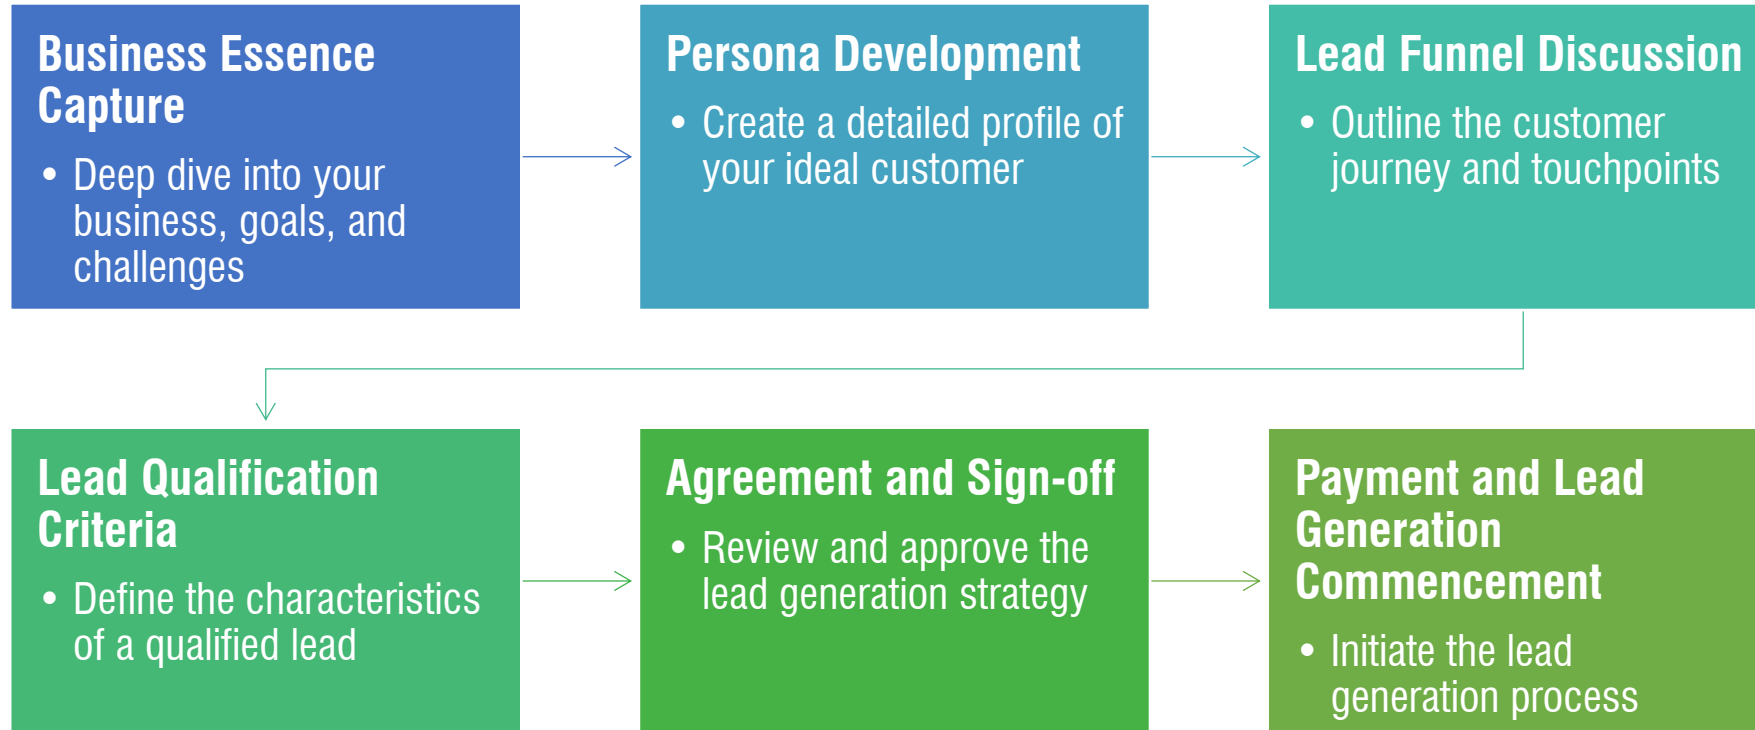 Business Essence
Capture
• Deep dive into your
business, goals, and
challenges
Persona Development
• Create a detailed profile of
your ideal customer
Lead Funnel Discussion
• Outline the customer
journey and touchpoints
Lead Qualification
Criteria
• Define the characteristics
of a qualified lead
Agreement and Sign-off
• Review and approve the
lead generation strategy
Payment and Lead
Generation
Commencement
• Initiate the lead
generation process